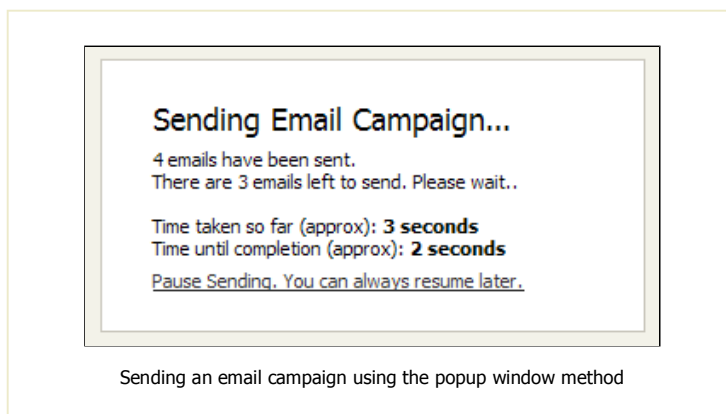 Sending Email Campaign...
4 emails have been sent.
There are 3 emails left to send. Please wait..
Time taken so far (approx): 3 seconds
Time until completion (approx): 2 seconds
Pause Sending. You can always resume later.
Sending an email campaign using the popup window method